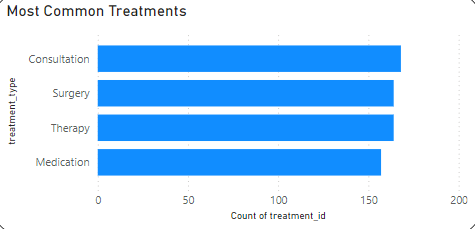 Most Common Treatments
treatment_type
Consultation
Surgery
Therapy
Medication
0 50 100 150 200
Count of treatment_id